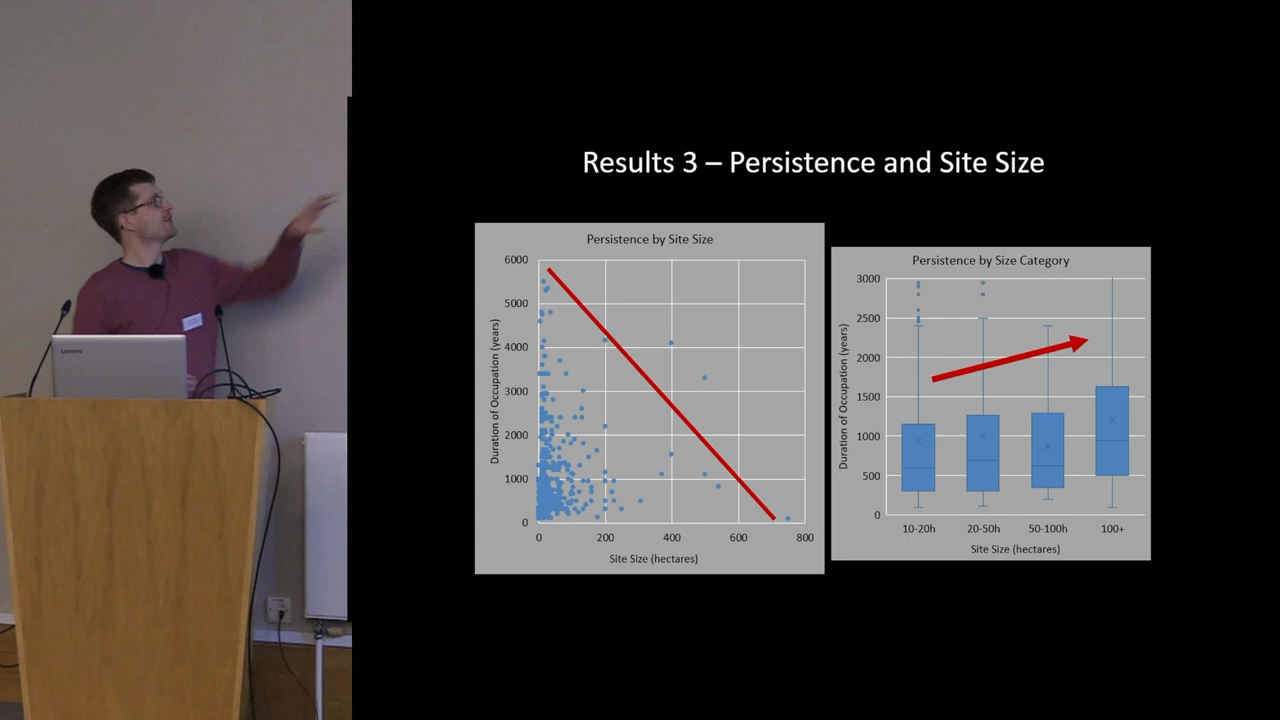 Results 3 – Persistence and Site Size
Persistence by Site Size
6000
5000
4000
3000
2000
1000
0
Duration of Occupation (years)
0 200 400 600 800
Site Size (hectares)
Persistence by Size Category
3000
2500
2000
1500
1000
500
0
Duration of Occupation (years)
10-20h 20-50h 50-100h 100+
Site Size (hectares)
Lenovo